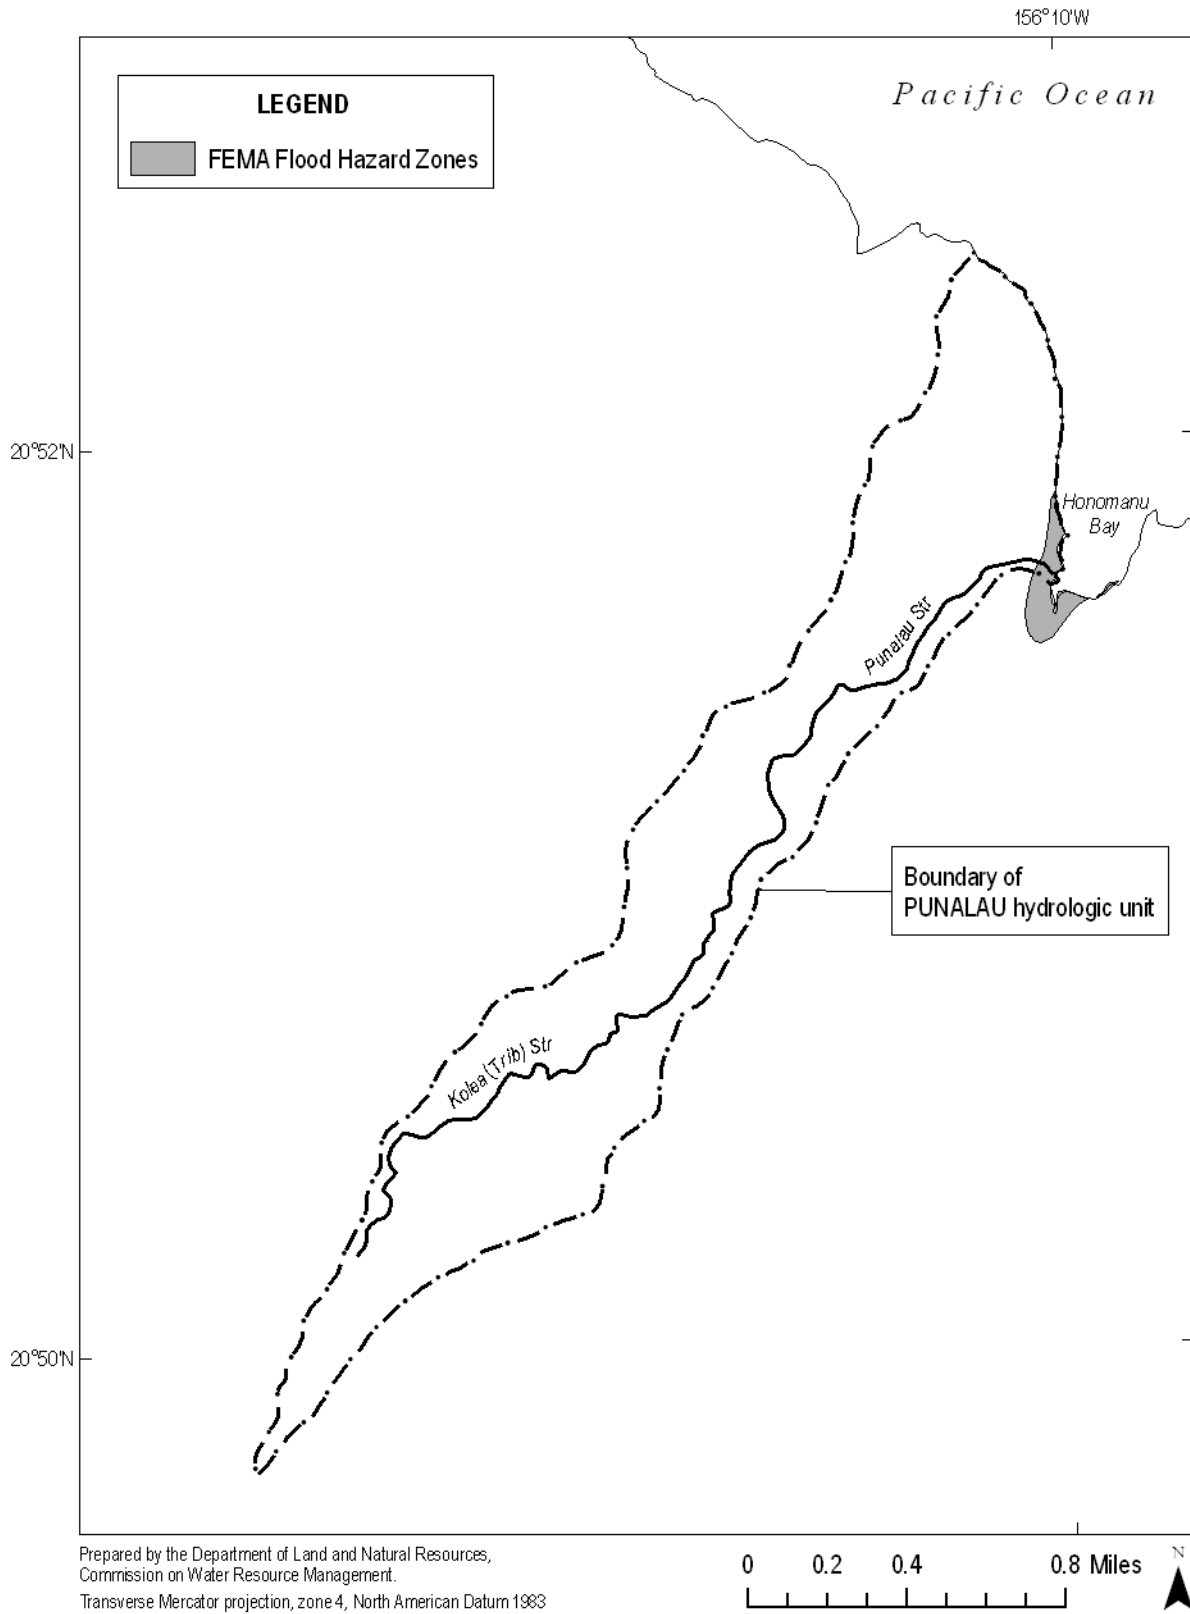 156°10'W
Pacific Ocean
LEGEND
FEMA Flood Hazard Zones
20°52'N
Honomanu
Bay
Punalau Str
Boundary of
PUNALAU hydrologic unit
Kolea (Trib) Str
20°50'N
Prepared by the Department of Land and Natural Resources,
Commission on Water Resource Management.
Transverse Mercator projection, zone 4, North American Datum 1983
0 0.2 0.4 0.8 Miles
N